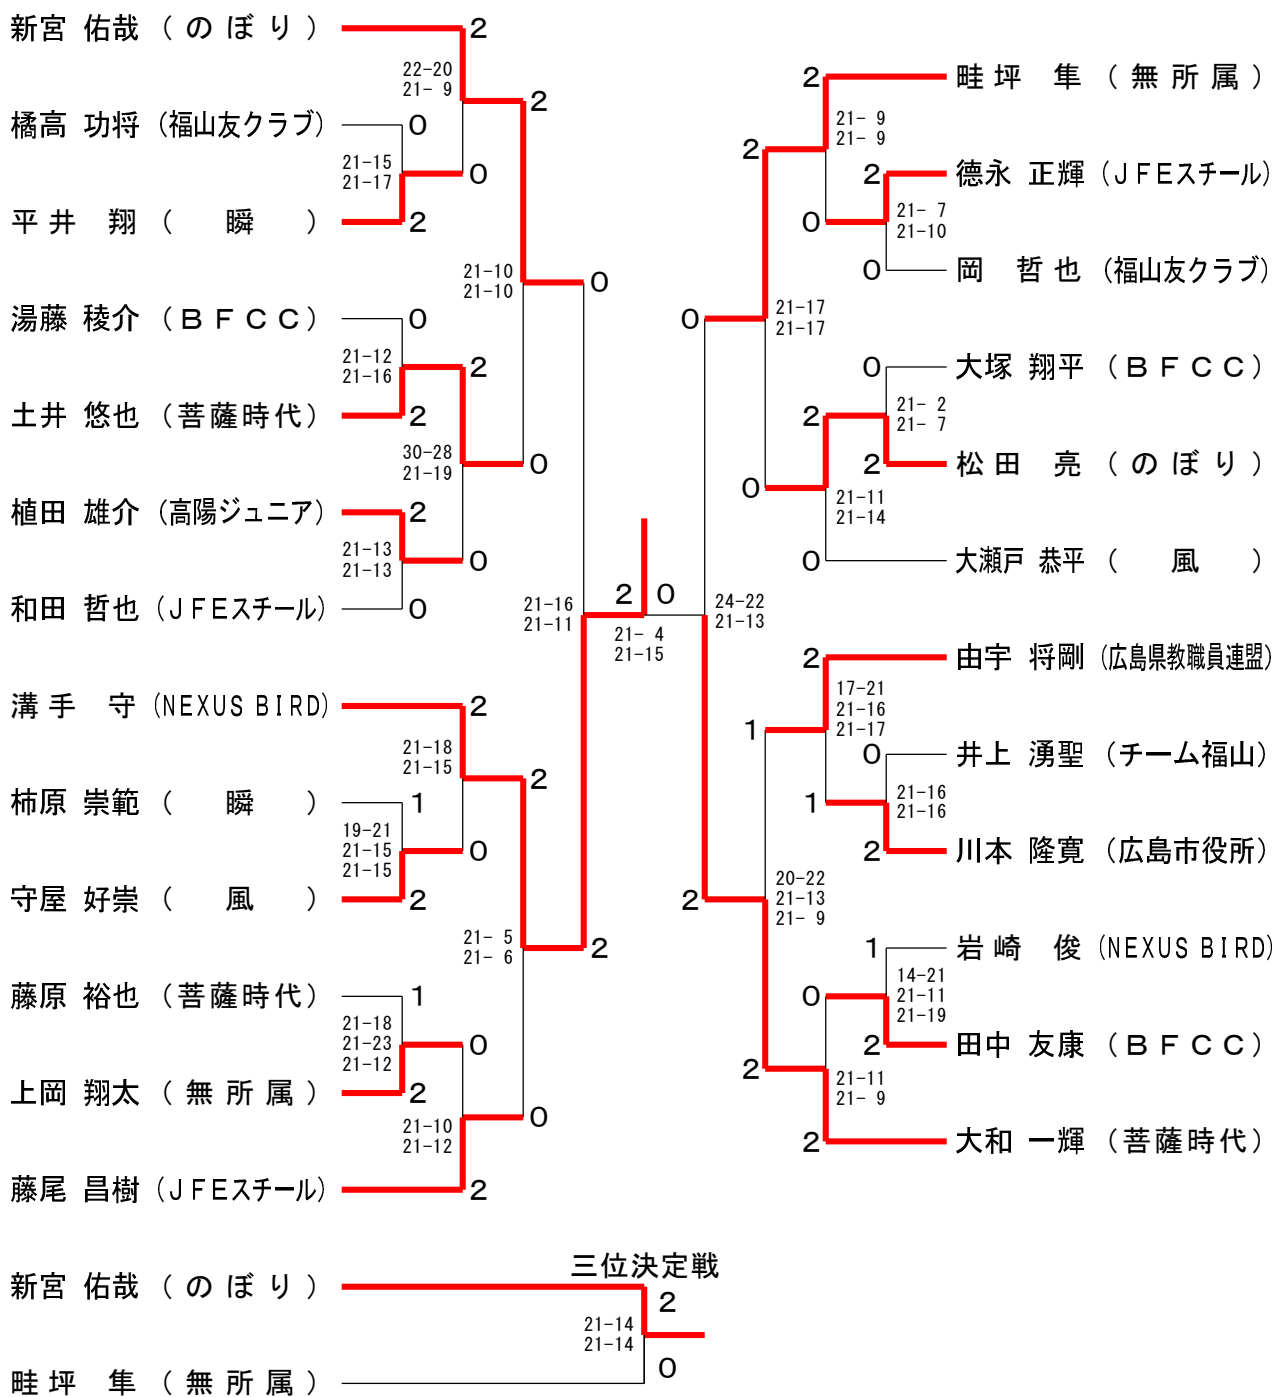 新宮 佑哉 （ の ぼ り ） 2
22-20
21- 9
2
橘高 功将 (福山友クラブ) 0
21-15
21-17
0
平 井 翔 （ 瞬 ） 2
21-10
21-10
0
湯藤 稜介 （ B F C C ） 0
21-12
21-16
2
土井 悠也 （ 菩 薩 時 代 ） 2
30-28
21-19
0
植田 雄介 (高陽ジュニア) 2
21-13
21-13
0
和田 哲也 (ＪＦＥスチール) 0
21-16
21-11
2 0
21- 4
21-15
溝 手 守 (NEXUS BIRD) 2
21-18
21-15
2
柿原 崇範 （ 瞬 ） 1
19-21
21-15
21-15
0
守屋 好崇 （ 風 ） 2
21- 5
21- 6
2
藤原 裕也 （ 菩 薩 時 代 ） 1
21-18
21-23
21-12
0
上岡 翔太 （ 無 所 属 ） 2
21-10
21-12
0
藤尾 昌樹 (ＪＦＥスチール) 2
2 畦 坪 隼 （ 無 所 属 ）
21- 9
21- 9
2
2 德永 正輝 (ＪＦＥスチール)
21- 7
21-10
0
0 岡 哲 也 (福山友クラブ)
21-17
21-17
0
0 大塚 翔平 （ B F C C ）
21- 2
21- 7
2
2 松 田 亮 （ の ぼ り ）
21-11
21-14
0
0 大瀬戸 恭平 （ 風 ）
24-22
21-13
2 由宇 将剛 (広島県教職員連盟)
17-21
21-16
21-17
1
0 井上 湧聖 (チーム福山)
21-16
21-16
1
2 川本 隆寛 (広島市役所)
20-22
21-13
21- 9
2
1 岩 崎 俊 (NEXUS BIRD)
14-21
21-11
21-19
0
2 田中 友康 （ B F C C ）
21-11
21- 9
2
2 大和 一輝 （ 菩 薩 時 代 ）
三位決定戦
新宮 佑哉 （ の ぼ り ） 2
21-14
21-14
畦 坪 隼 （ 無 所 属 ） 0